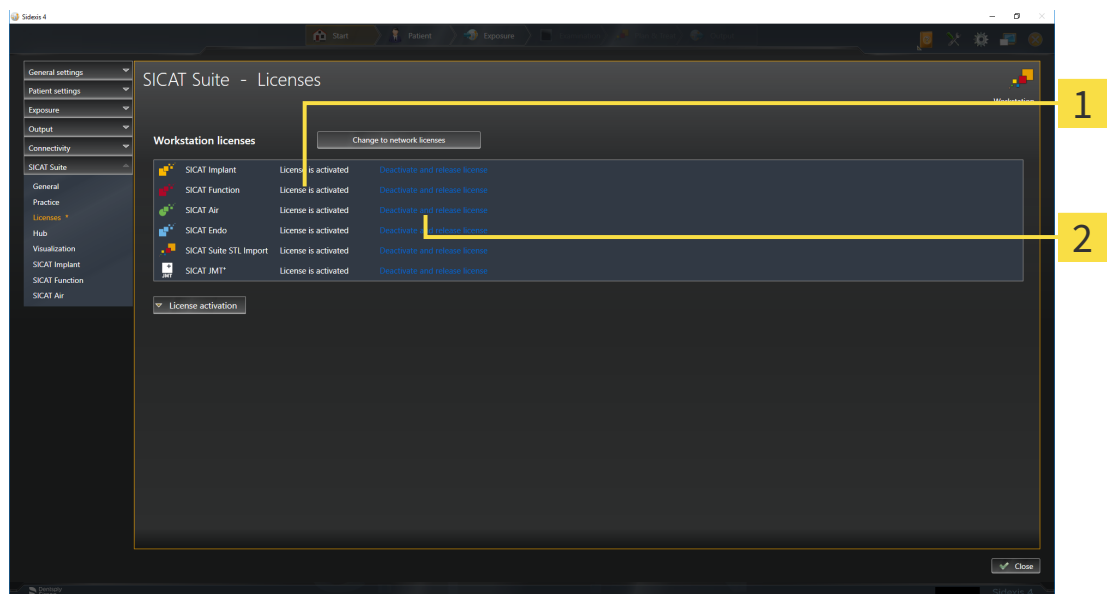 Sidexis 4
Start
Patient
Exposure
General settings
Patient settings
Exposure
Output
Connectivity
SICAT Suite
General
Practice
Licenses *
Hub
Visualization
SICAT Implant
SICAT Function
SICAT Air
SICAT Suite - Licenses
Workstation
1
Workstation licenses
Change to network licenses
SICAT Implant License is activated Deactivate and release license
SICAT Function License is activated Deactivate and release license
SICAT Air License is activated Deactivate and release license
SICAT Endo License is activated Deactivate and release license
SICAT Suite STL Import License is activated Deactivate and release license
JMT SICAT JMT+ License is activated Deactivate and release license
2
License activation
Close
Dentsply
Sidexis 4